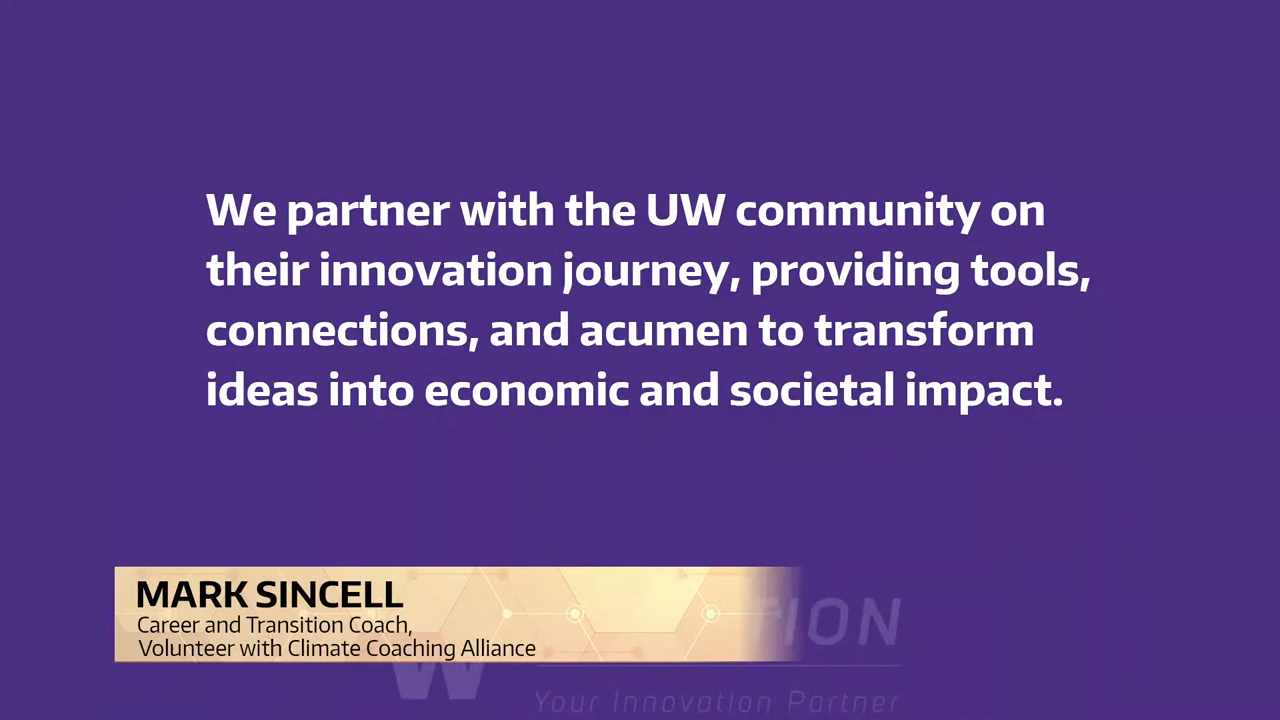 We partner with the UW community on
their innovation journey, providing tools,
connections, and acumen to transform
ideas into economic and societal impact.
MARK SINCELL
Career and Transition Coach,
Volunteer with Climate Coaching Alliance
W
Your Innovation Partner